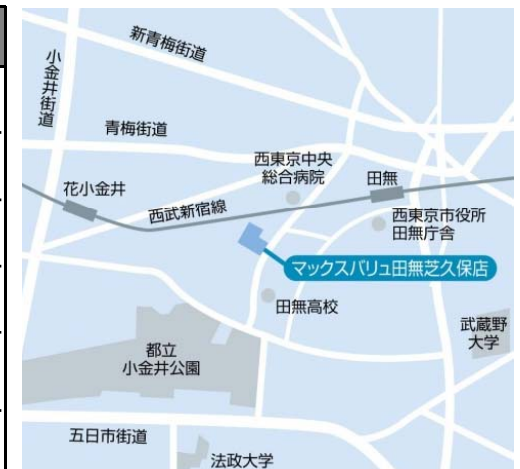 新青梅街道
小金井街道
青梅街道
西東京中央
総合病院
田無
花小金井
西武新宿線
西東京市役所
田無庁舎
マックスバリュ田無芝久保店
田無高校
武蔵野
大学
都立
小金井公園
五日市街道
法政大学